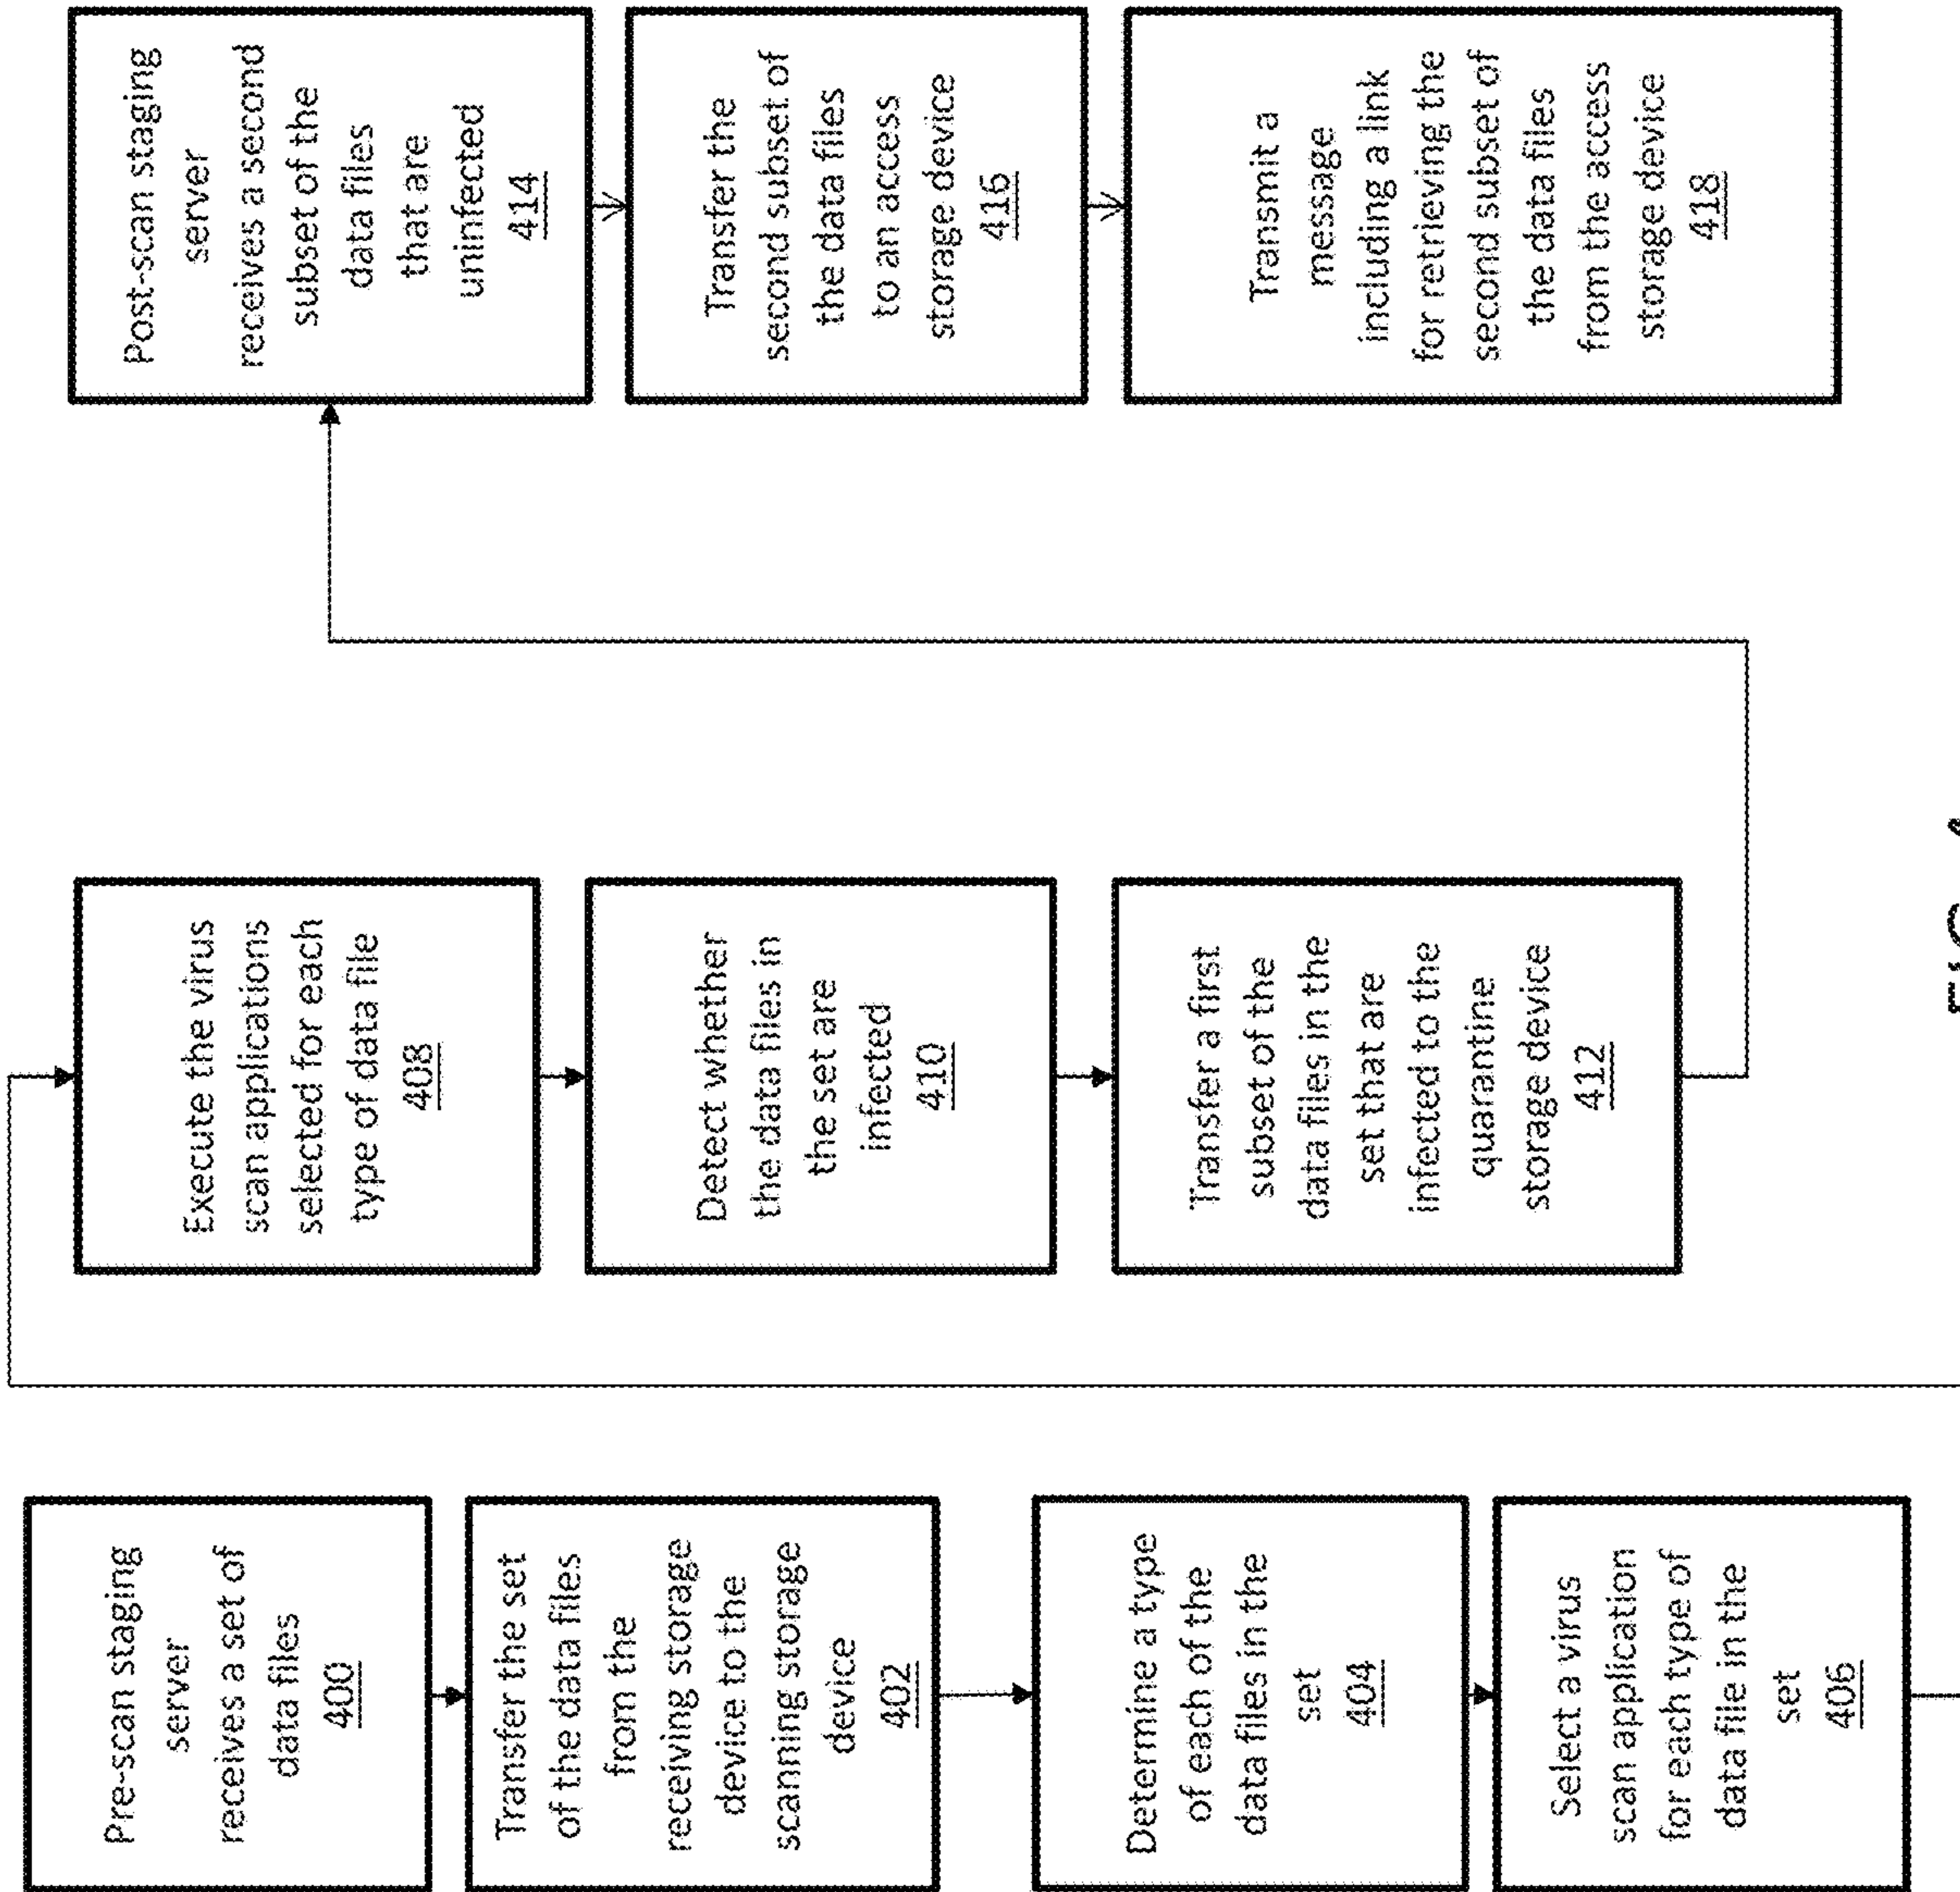 Pre-scan staging
server
receives a set of
data files
400
Transfer the set
of the data files
from the
receiving storage
device to the
scanning storage
device
402
Determine a type
of each of the
data files in the
set
404
Select a virus
scan application
for each type of
data file in the
set
406
Execute the virus
scan applications
selected for each
type of data file
408
Detect whether
the data files in
the set are
infected
410
Transfer a first
subset of the
data files in the
set that are
infected to the
quarantine
storage device
412
Post-scan staging
server
receives a second
subset of the
data files
that are
uninfected
414
Transfer the
second subset of
the data files
to an access
storage device
416
Transmit a
message
including a link
for retrieving the
second subset of
the data files
from the access
storage device
418